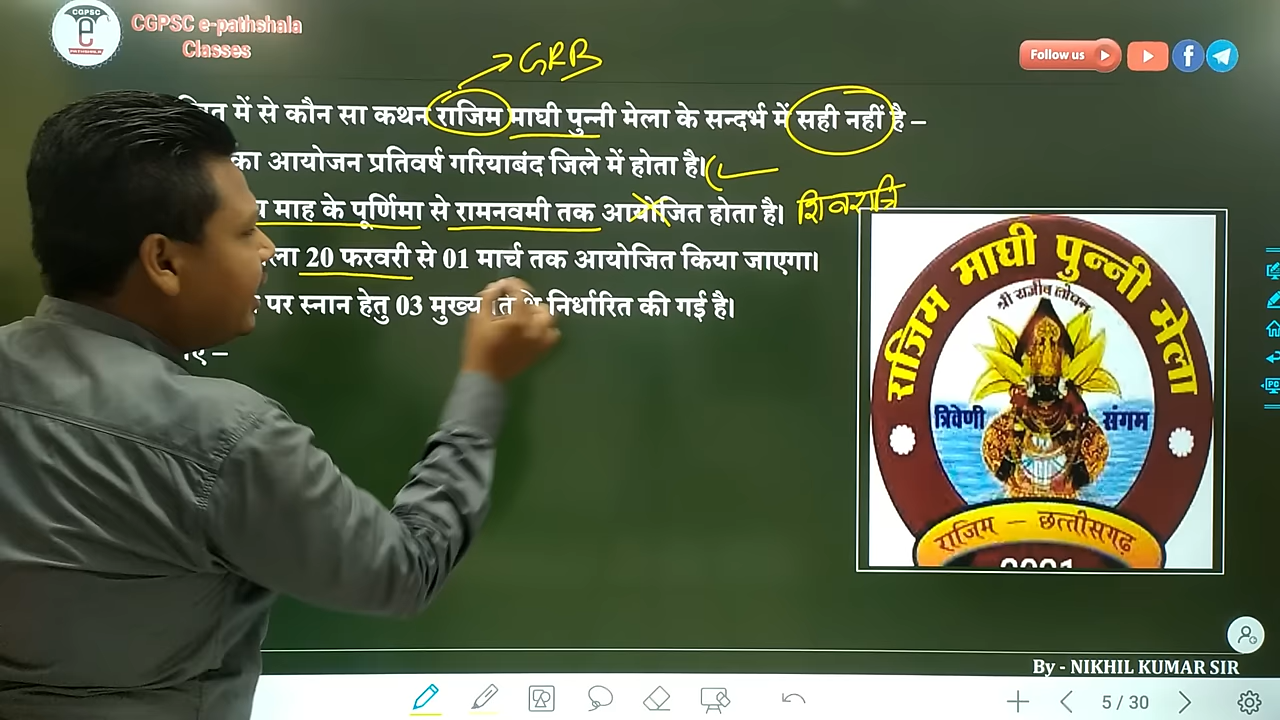 CGPSC
e
CGPSC e-pathshala
Classes
Follow us
GRB
में से कौन सा कथन राजिम माघी पुन्नी मेला के सन्दर्भ में सही नहीं है –
का आयोजन प्रतिवर्ष गरियाबंद जिले में होता है।
माह के पूर्णिमा से रामनवमी तक आयोजित होता है। शिवरात्रि
20 फरवरी से 01 मार्च तक आयोजित किया जाएगा।
पर स्नान हेतु 03 मुख्य निर्धारित की गई है।
राजिम माघी पुन्नी मेला
श्री राजीव लोचन
त्रिवेणी संगम
राजिम – छत्तीसगढ़
2021
By - NIKHIL KUMAR SIR
5 / 30